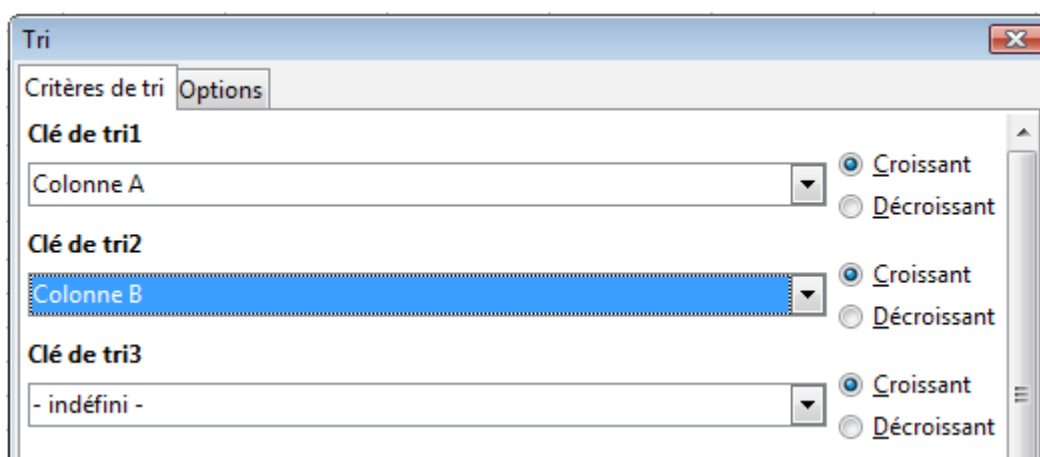 Tri
Critères de tri Options
Clé de tri1
Colonne A
Croissant
Décroissant
Clé de tri2
Colonne B
Croissant
Décroissant
Clé de tri3
- indéfini -
Croissant
Décroissant